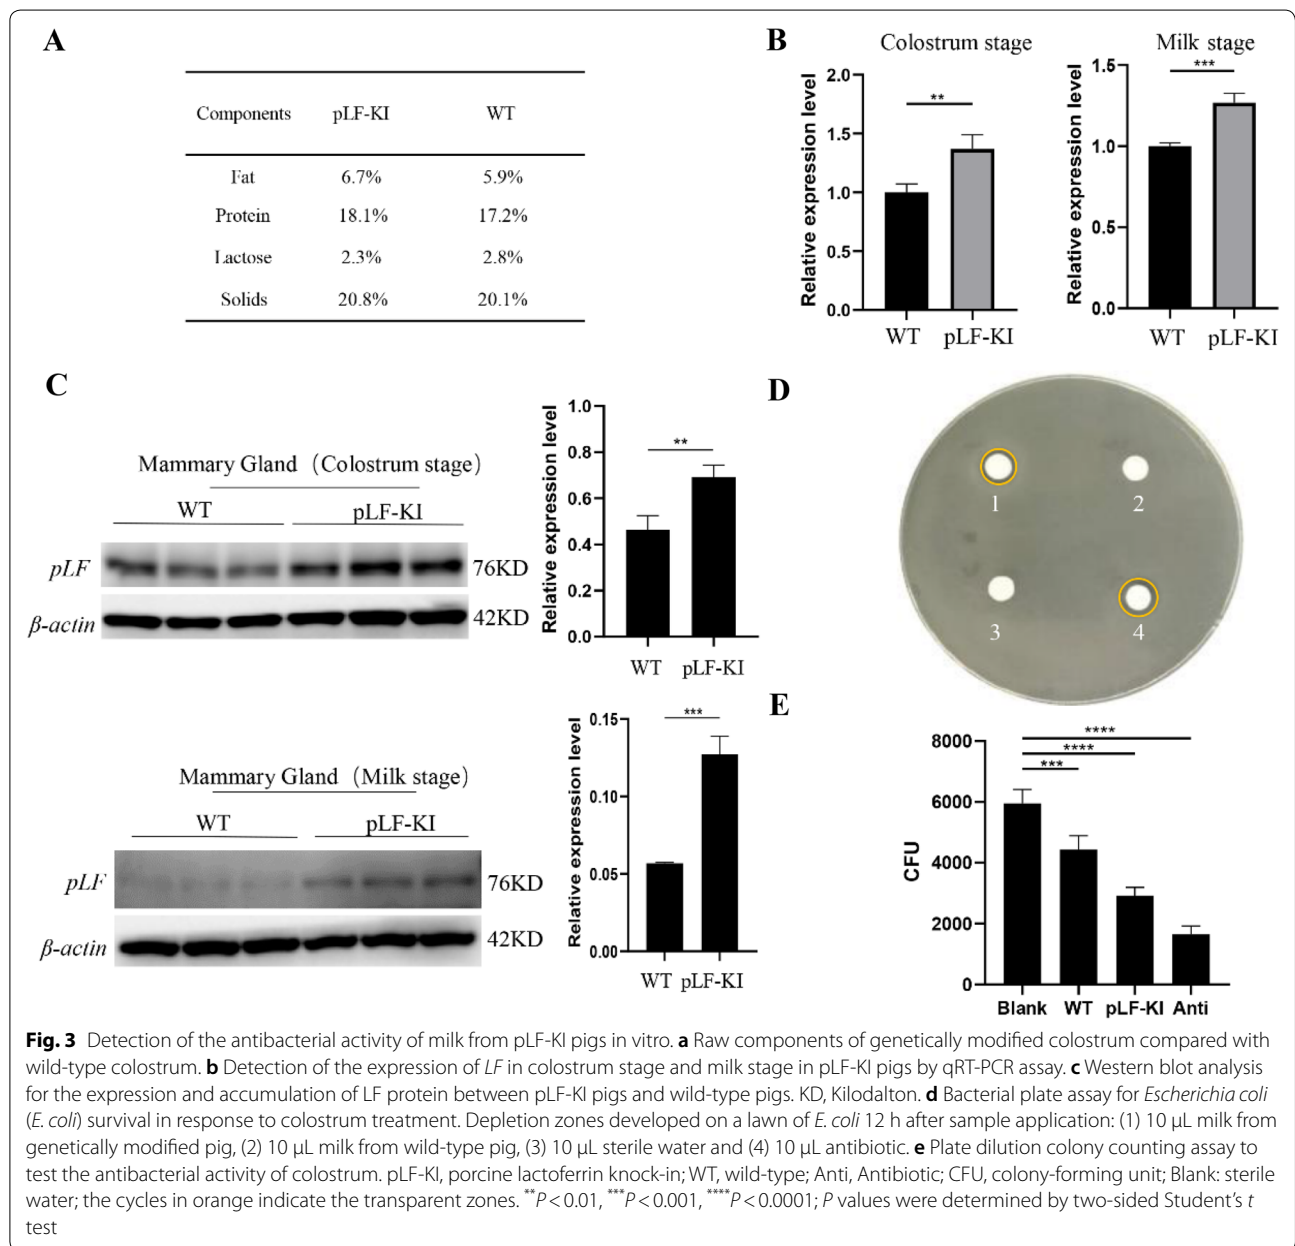 A
Components pLF-KI WT
Fat 6.7% 5.9%
Protein 18.1% 17.2%
Lactose 2.3% 2.8%
Solids 20.8% 20.1%
B
Colostrum stage
Relative expression level
2.0
1.5
1.0
0.5
0.0
**
WT pLF-KI
Milk stage
Relative expression level
1.5
1.0
0.5
0.0
***
WT pLF-KI
C
Mammary Gland (Colostrum stage)
WT pLF-KI
pLF 76KD
β-actin 42KD
Relative expression level
1.0
0.8
0.6
0.4
0.2
0.0
**
WT pLF-KI
Mammary Gland (Milk stage)
WT pLF-KI
pLF 76KD
β-actin 42KD
Relative expression level
0.15
0.10
0.05
0.00
***
WT pLF-KI
D
1 2
3 4
E
CFU
8000
6000
4000
2000
0
****
****
***
Blank WT pLF-KI Anti
Fig. 3 Detection of the antibacterial activity of milk from pLF-KI pigs in vitro. a Raw components of genetically modified colostrum compared with
wild-type colostrum. b Detection of the expression of LF in colostrum stage and milk stage in pLF-KI pigs by qRT-PCR assay. c Western blot analysis
for the expression and accumulation of LF protein between pLF-KI pigs and wild-type pigs. KD, Kilodalton. d Bacterial plate assay for Escherichia coli
(E. coli) survival in response to colostrum treatment. Depletion zones developed on a lawn of E. coli 12 h after sample application: (1) 10 µL milk from
genetically modified pig, (2) 10 µL milk from wild-type pig, (3) 10 µL sterile water and (4) 10 µL antibiotic. e Plate dilution colony counting assay to
test the antibacterial activity of colostrum. pLF-KI, porcine lactoferrin knock-in; WT, wild-type; Anti, Antibiotic; CFU, colony-forming unit; Blank: sterile
water; the cycles in orange indicate the transparent zones. **P < 0.01, ***P < 0.001, ****P < 0.0001; P values were determined by two-sided Student's t
test